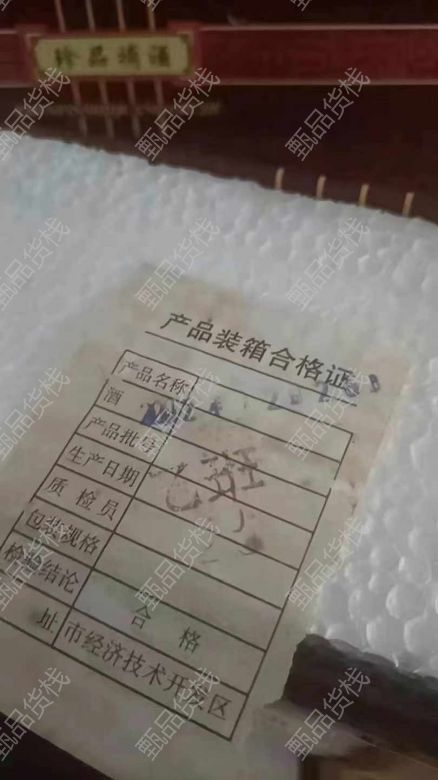 珍品靖酒
产品装箱合格证
产品名称
酒
产品批号
生产日期
班
质检员
包装规格
检验结论
合格
址 市经济技术开发区
甄品货栈